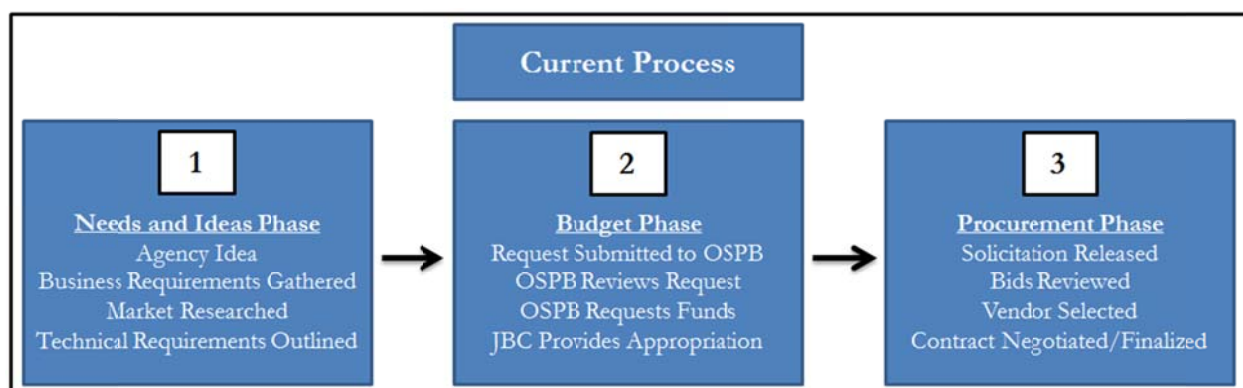 Current Process
1
Needs and Ideas Phase
Agency Idea
Business Requirements Gathered
Market Researched
Technical Requirements Outlined
2
Budget Phase
Request Submitted to OSPB
OSPB Reviews Request
OSPB Requests Funds
JBC Provides Appropriation
3
Procurement Phase
Solicitation Released
Bids Reviewed
Vendor Selected
Contract Negotiated/Finalized